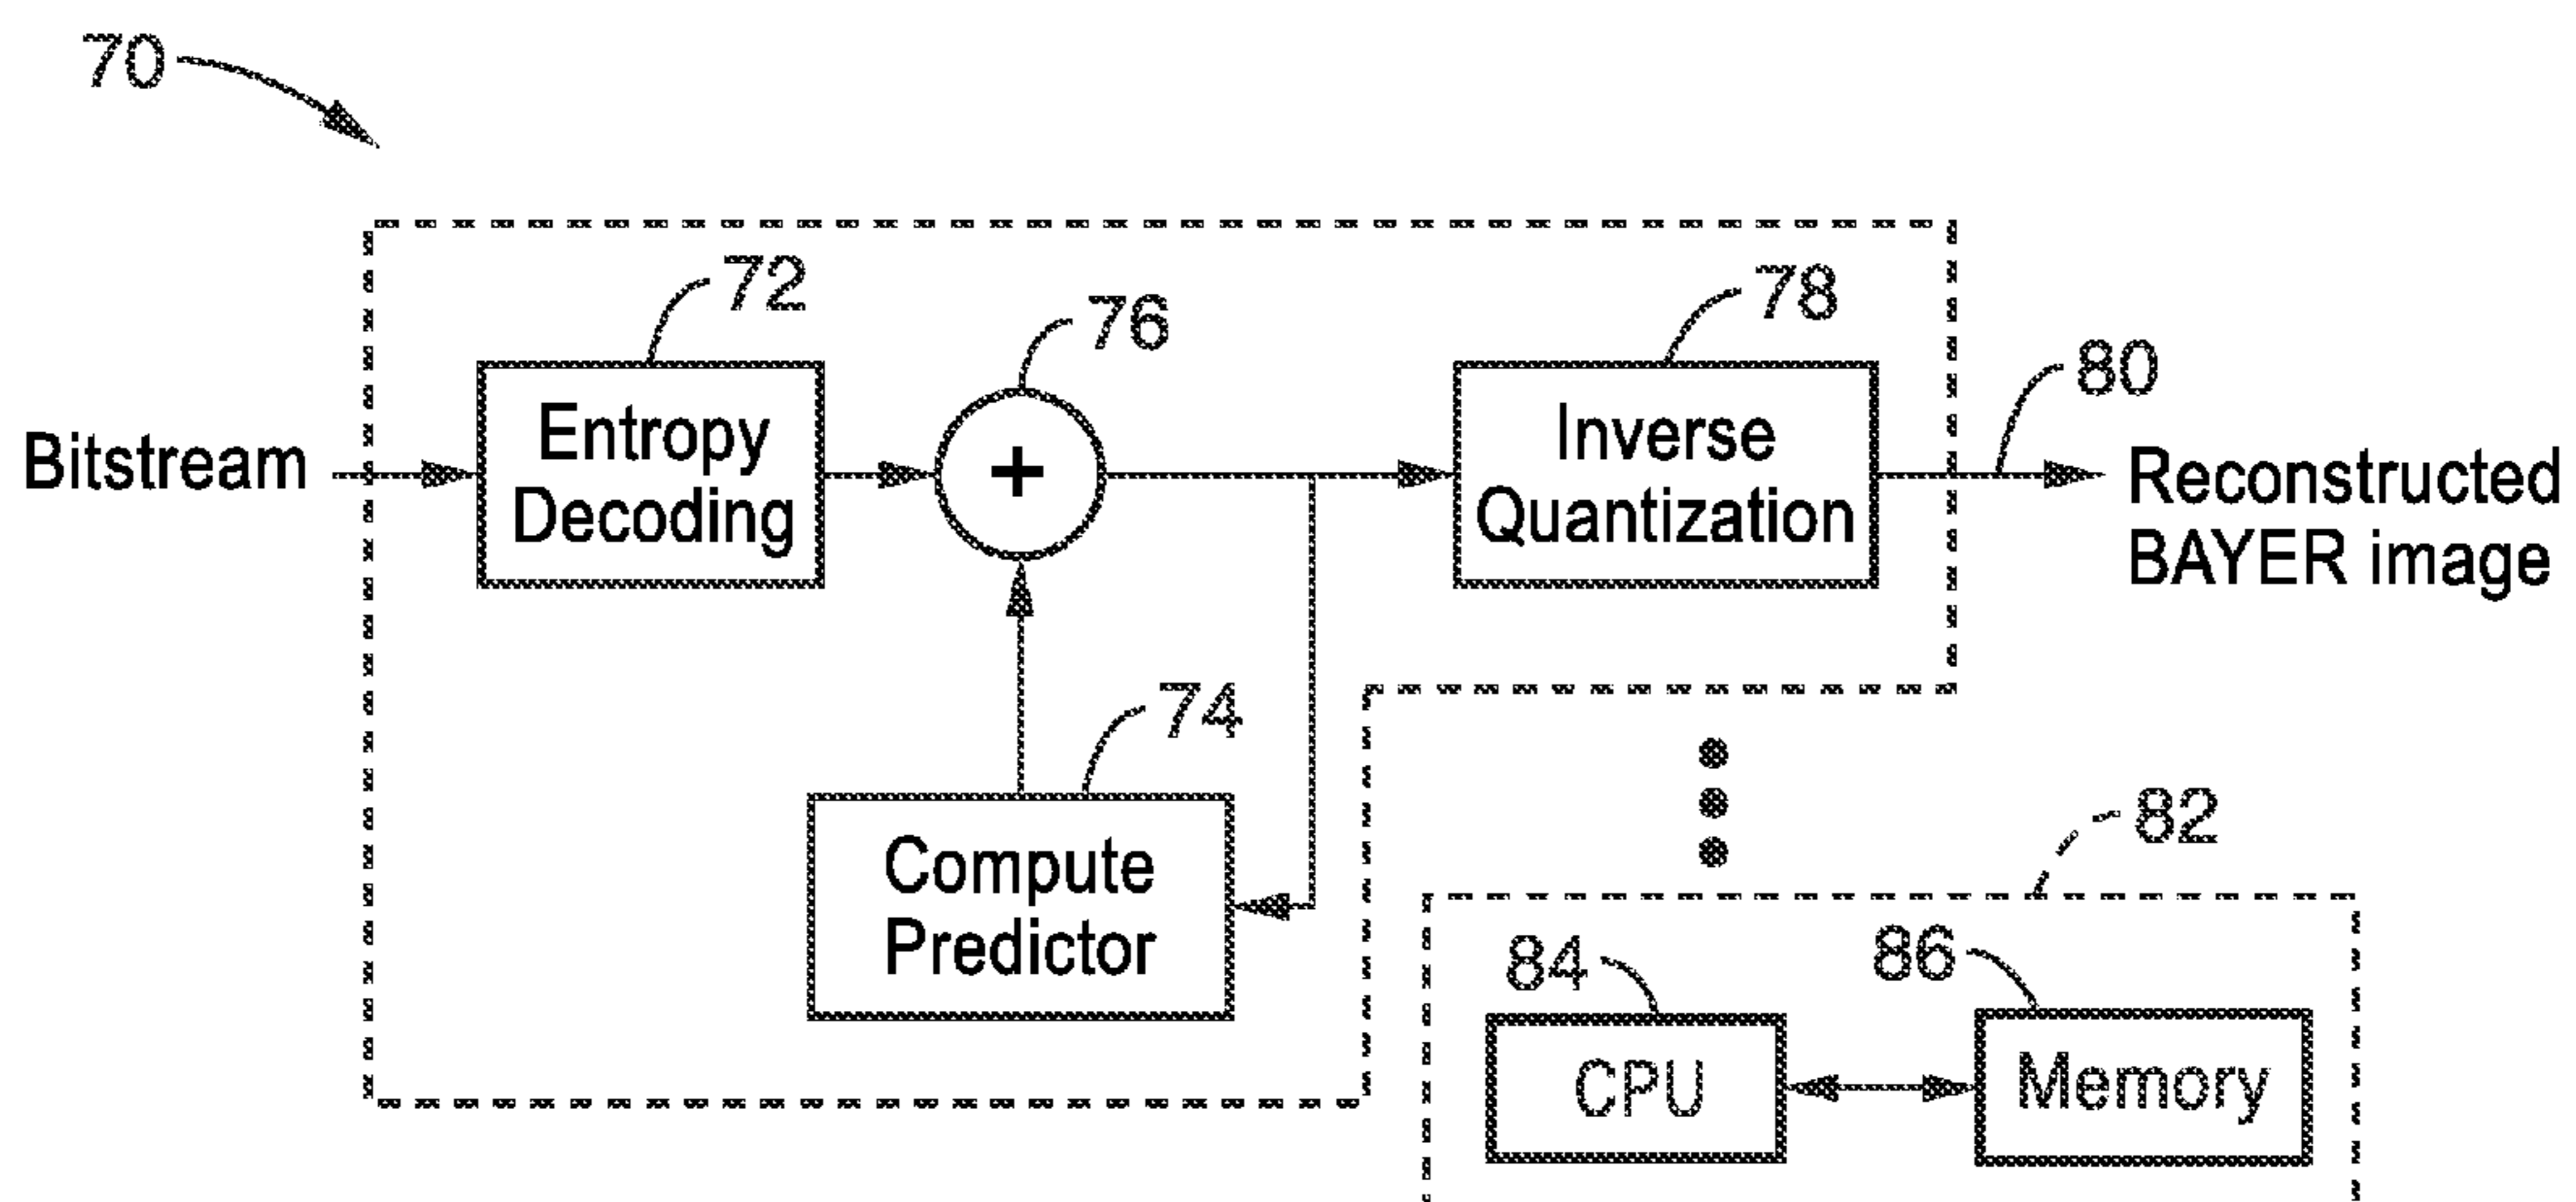 70
72
76
78
80
Bitstream
Entropy
Decoding
+
Inverse
Quantization
Reconstructed
BAYER image
74
Compute
Predictor
82
84
86
CPU
Memory